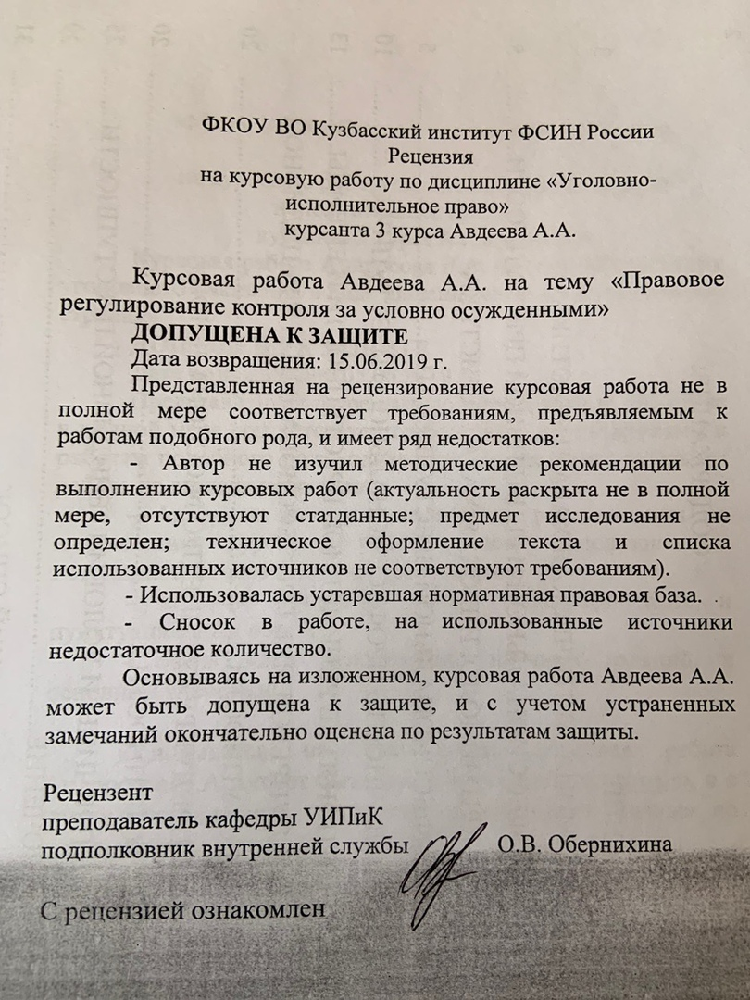 ФКОУ ВО Кузбасский институт ФСИН России
Рецензия
на курсовую работу по дисциплине «Уголовно-
исполнительное право»
курсанта 3 курса Авдеева А.А.
Курсовая работа Авдеева А.А. на тему «Правовое
регулирование контроля за условно осужденными»
ДОПУЩЕНА К ЗАЩИТЕ
Дата возвращения: 15.06.2019 г.
Представленная на рецензирование курсовая работа не в
полной мере соответствует требованиям, предъявляемым к
работам подобного рода, и имеет ряд недостатков:
- Автор не изучил методические рекомендации по
выполнению курсовых работ (актуальность раскрыта не в полной
мере, отсутствуют статданные; предмет исследования не
определен; техническое оформление текста и списка
использованных источников не соответствуют требованиям).
- Использовалась устаревшая нормативная правовая база.
- Сносок в работе, на использованные источники
недостаточное количество.
Основываясь на изложенном, курсовая работа Авдеева А.А.
может быть допущена к защите, и с учетом устраненных
замечаний окончательно оценена по результатам защиты.
Рецензент
преподаватель кафедры УИПиК
подполковник внутренней службы О.В. Обернихина
С рецензией ознакомлен